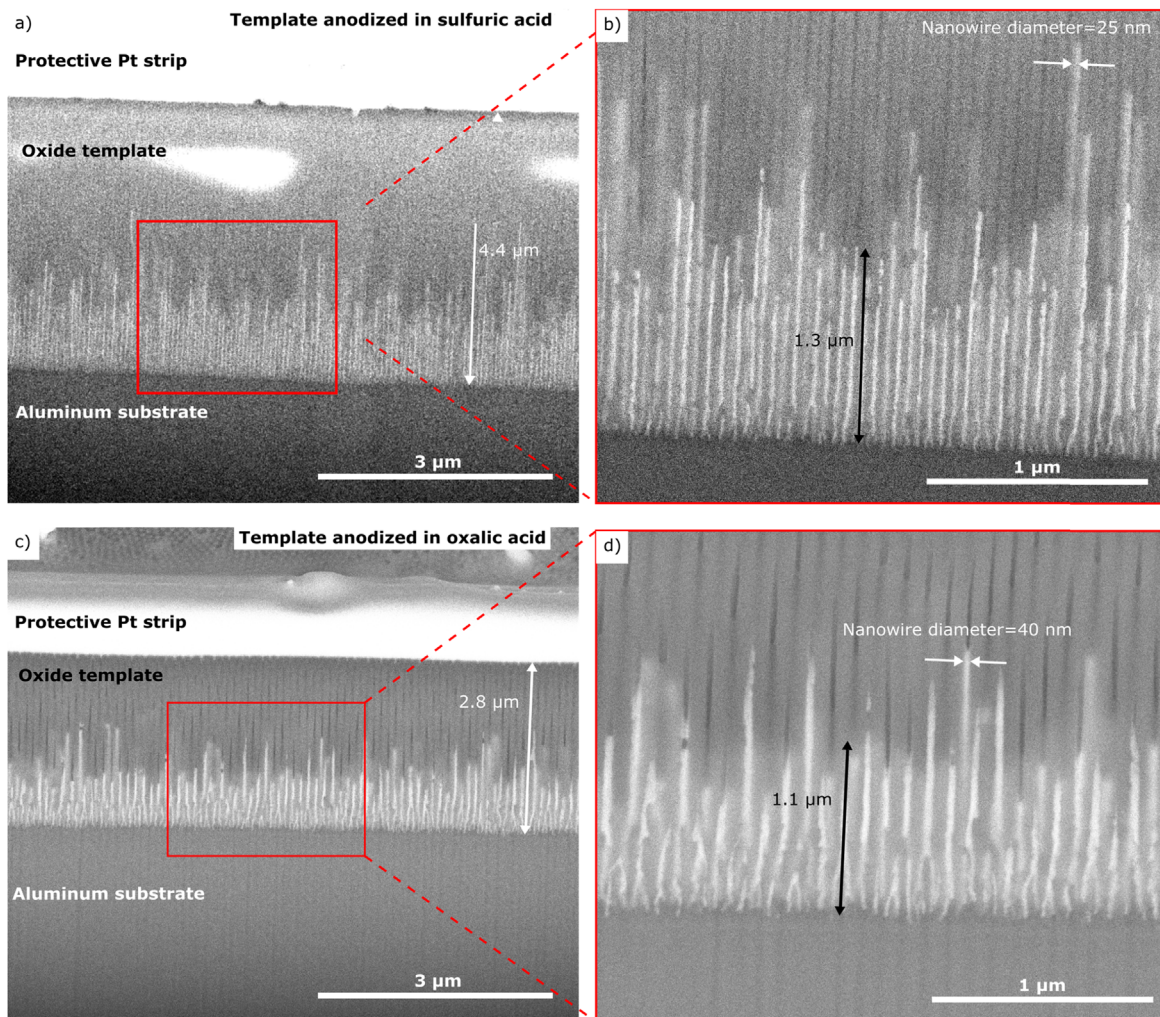 a)
Template anodized in sulfuric acid
Protective Pt strip
Oxide template
4.4 µm
Aluminum substrate
3 µm
b)
Nanowire diameter=25 nm
1.3 µm
1 µm
c)
Template anodized in oxalic acid
Protective Pt strip
Oxide template
2.8 µm
Aluminum substrate
3 µm
d)
Nanowire diameter=40 nm
1.1 µm
1 µm